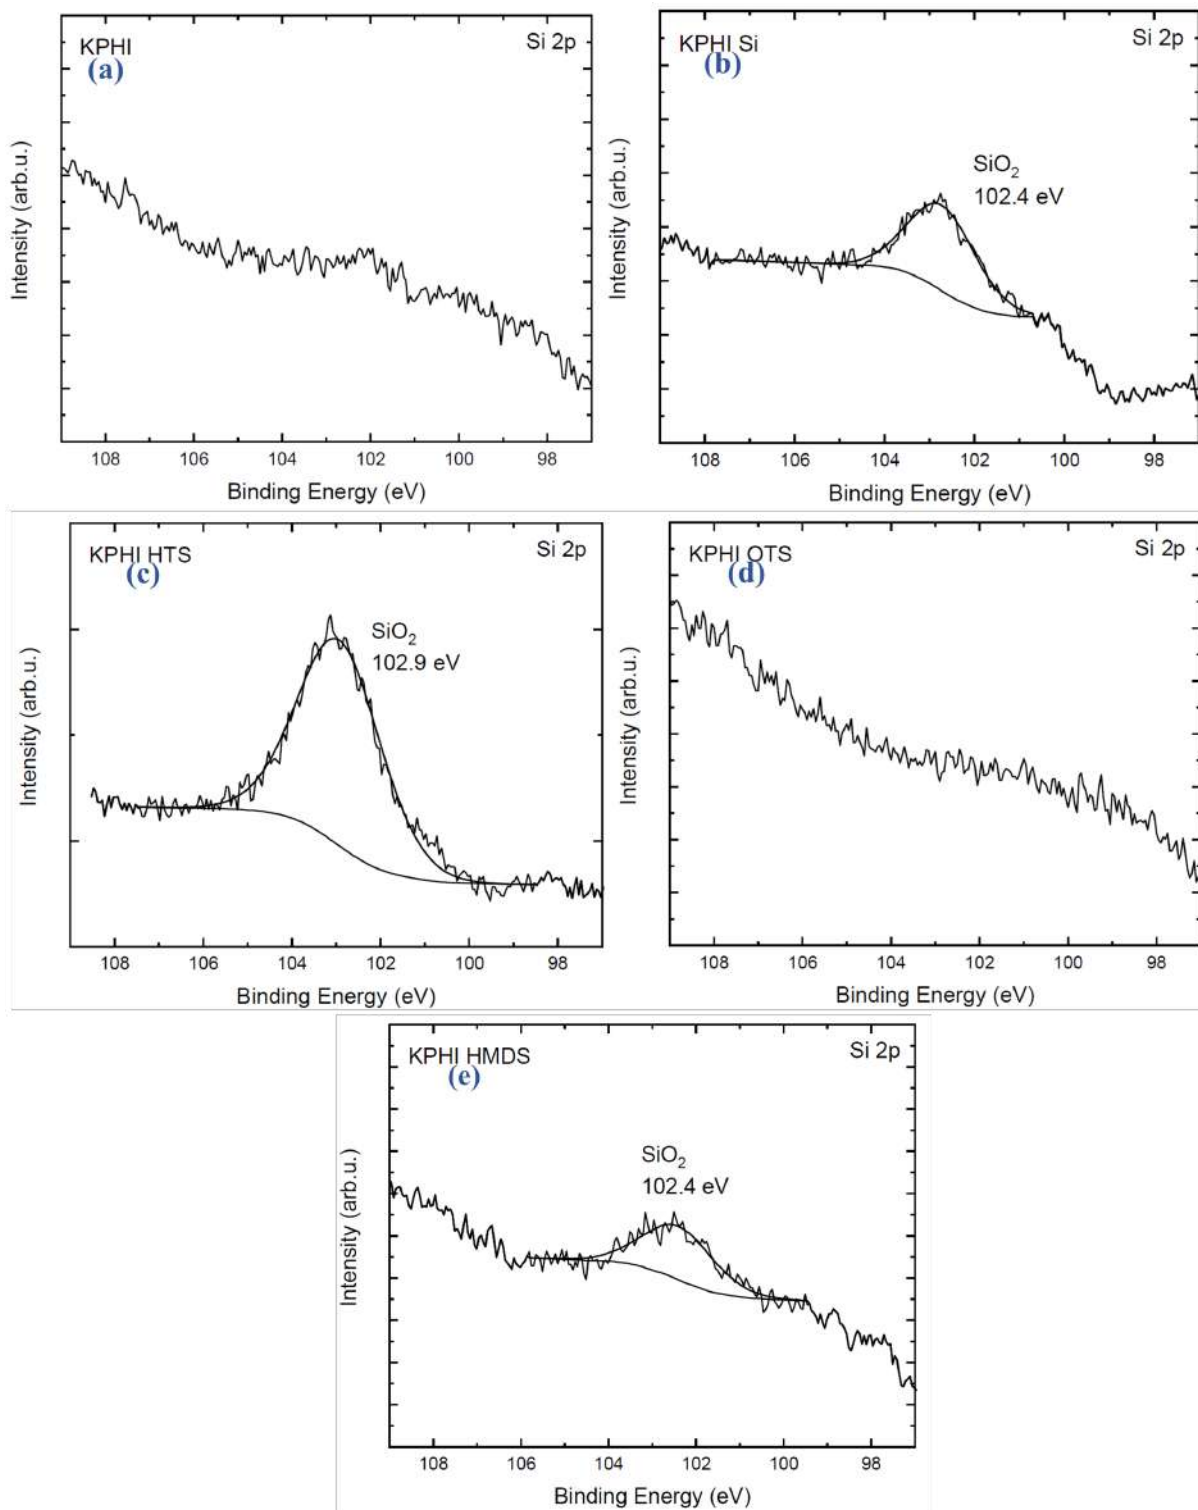 KPHI
(a)
Si 2p
Intensity (arb.u.)
108 106 104 102 100 98
Binding Energy (eV)
KPHI Si
(b)
Si 2p
SiO₂
102.4 eV
Intensity (arb.u.)
108 106 104 102 100 98
Binding Energy (eV)
KPHI HTS
(c)
Si 2p
SiO₂
102.9 eV
Intensity (arb.u.)
108 106 104 102 100 98
Binding Energy (eV)
KPHI OTS
(d)
Si 2p
Intensity (arb.u.)
108 106 104 102 100 98
Binding Energy (eV)
KPHI HMDS
(e)
Si 2p
SiO₂
102.4 eV
Intensity (arb.u.)
108 106 104 102 100 98
Binding Energy (eV)